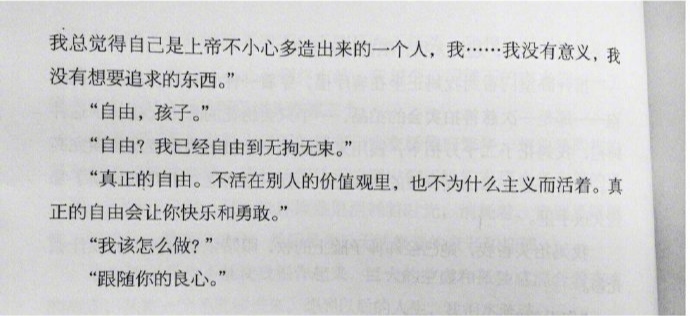 我总觉得自己是上帝不小心多造出来的一个人，我……我没有意义，我
没有想要追求的东西。”
“自由，孩子。”
“自由？我已经自由到无拘无束。”
“真正的自由。不活在别人的价值观里，也不为什么主义而活着。真
正的自由会让你快乐和勇敢。”
“我该怎么做？”
“跟随你的良心。”